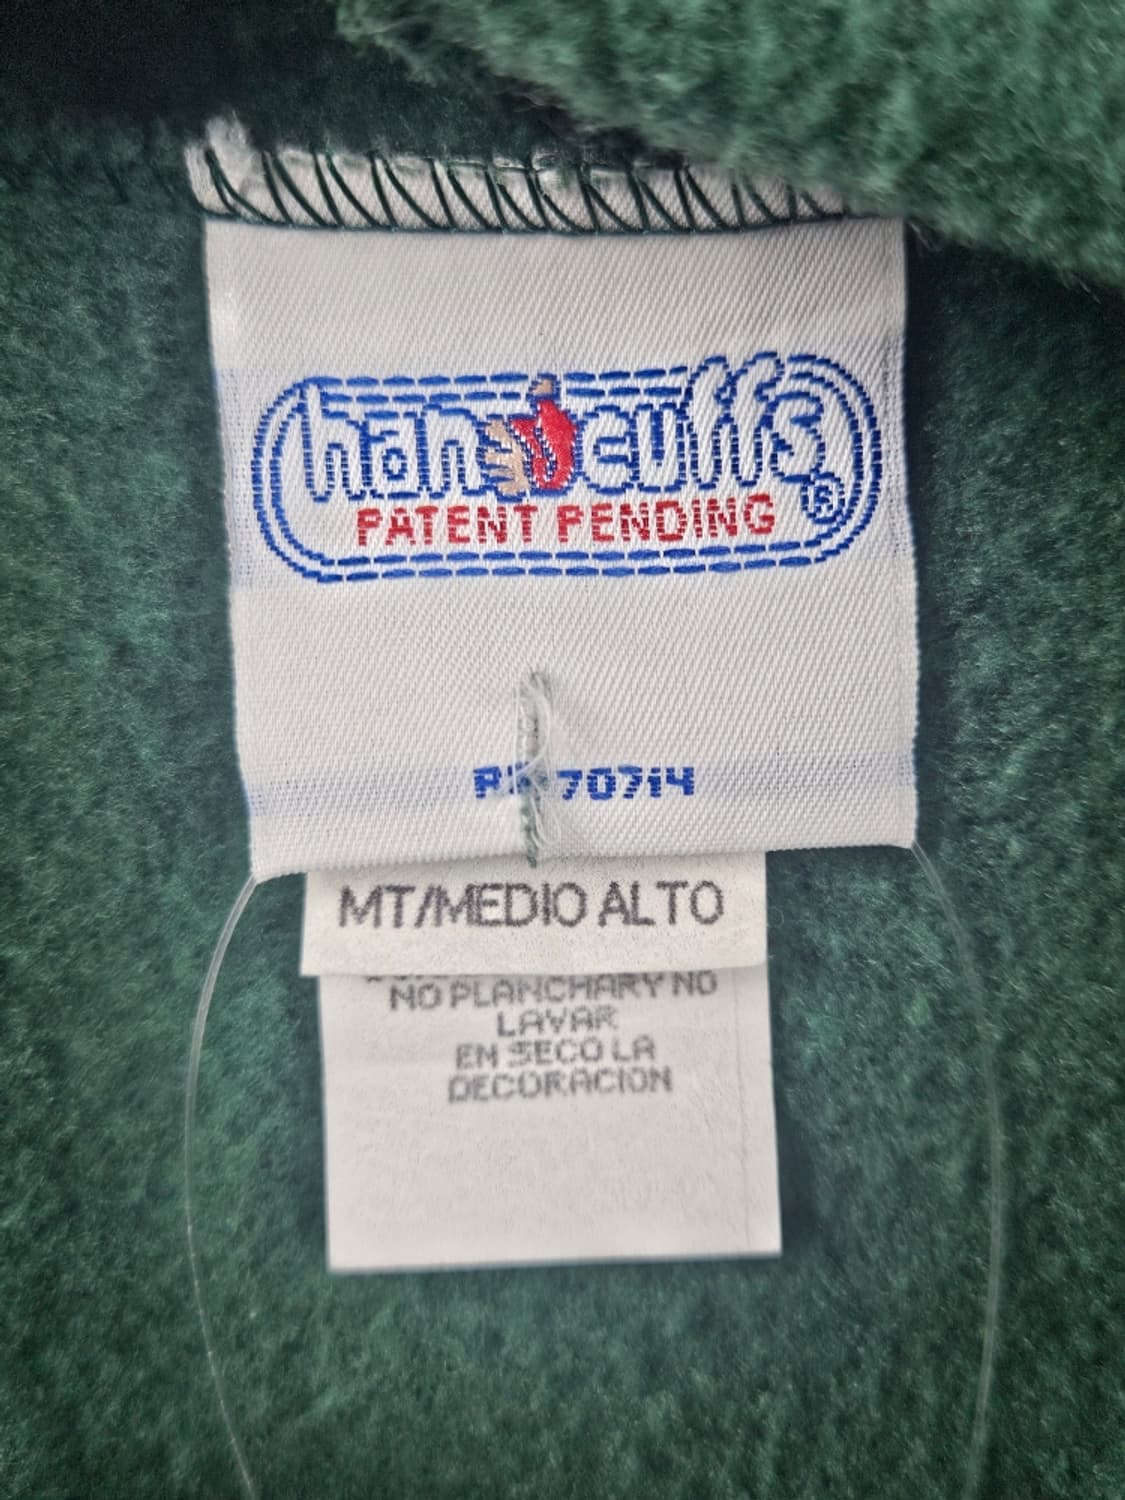 handcuffs®
PATENT PENDING
70714
MT/MEDIO ALTO
NO PLANCHAR Y NO
LAVAR
EN SECO LA
DECORACION